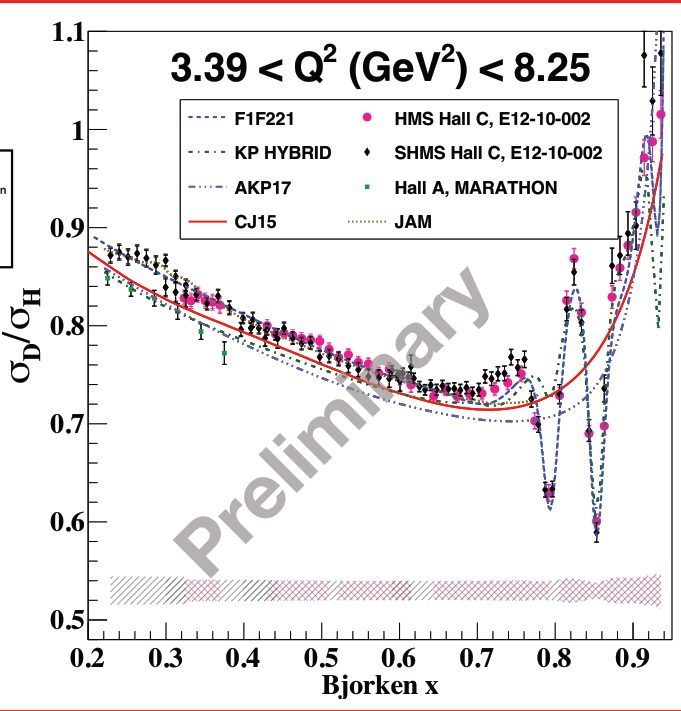 3.39 < Q² (GeV²) < 8.25
F1F221
HMS Hall C, E12-10-002
KP HYBRID
SHMS Hall C, E12-10-002
AKP17
Hall A, MARATHON
CJ15
JAM
n
Preliminary
σD/σH
1.1
1
0.9
0.8
0.7
0.6
0.5
0.2
0.3
0.4
0.5
0.6
0.7
0.8
0.9
Bjorken x